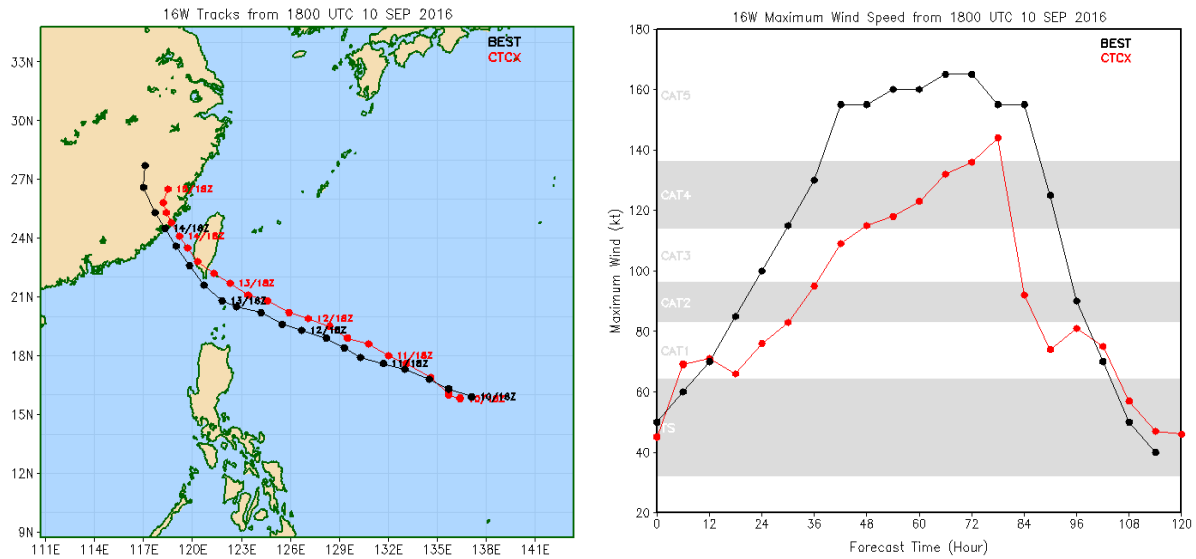 16W Tracks from 1800 UTC 10 SEP 2016
BEST
CTCX
33N
30N
27N
24N
21N
18N
15N
12N
9N
15/18Z
14/18Z
14/18Z
13/18Z
13/18Z
12/18Z
12/18Z
11/18Z
11/18Z
10/18Z
111E 114E 117E 120E 123E 126E 129E 132E 135E 138E 141E
16W Maximum Wind Speed from 1800 UTC 10 SEP 2016
BEST
CTCX
Maximum Wind (kt)
180
160
140
120
100
80
60
40
20
CAT5
CAT4
CAT3
CAT2
CAT1
TS
0 12 24 36 48 60 72 84 96 108 120
Forecast Time (Hour)